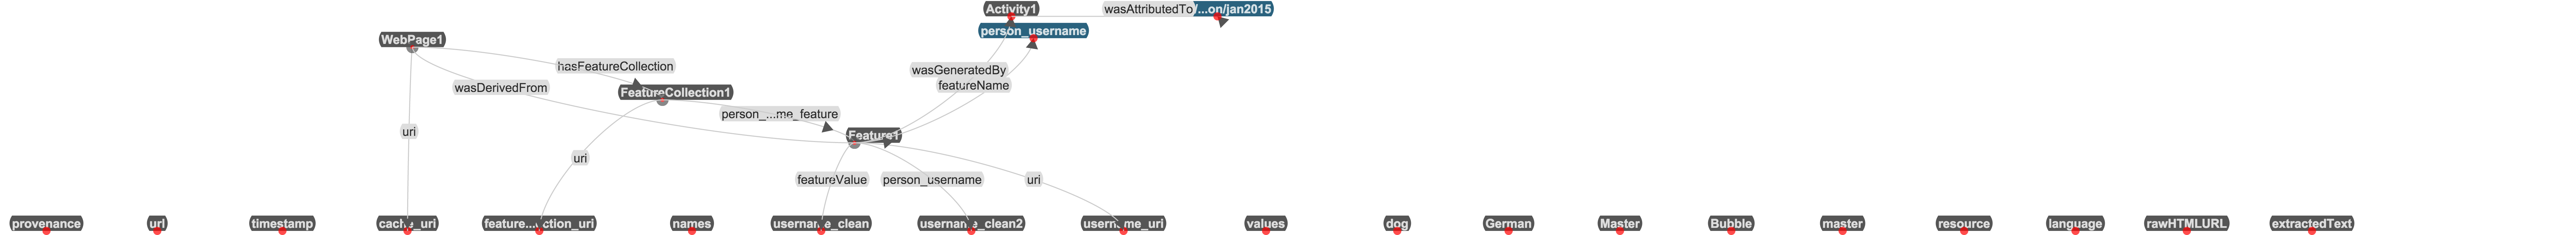 Activity1
wasAttributedTo
/...on/jan2015
person_username
WebPage1
hasFeatureCollection
wasGeneratedBy
featureName
wasDerivedFrom
FeatureCollection1
person_...me_feature
uri
Feature1
uri
featureValue
person_username
uri
provenance
url
timestamp
cache_uri
feature...ction_uri
names
username_clean
username_clean2
username_uri
values
dog
German
Master
Bubble
master
resource
language
rawHTMLURL
extractedText